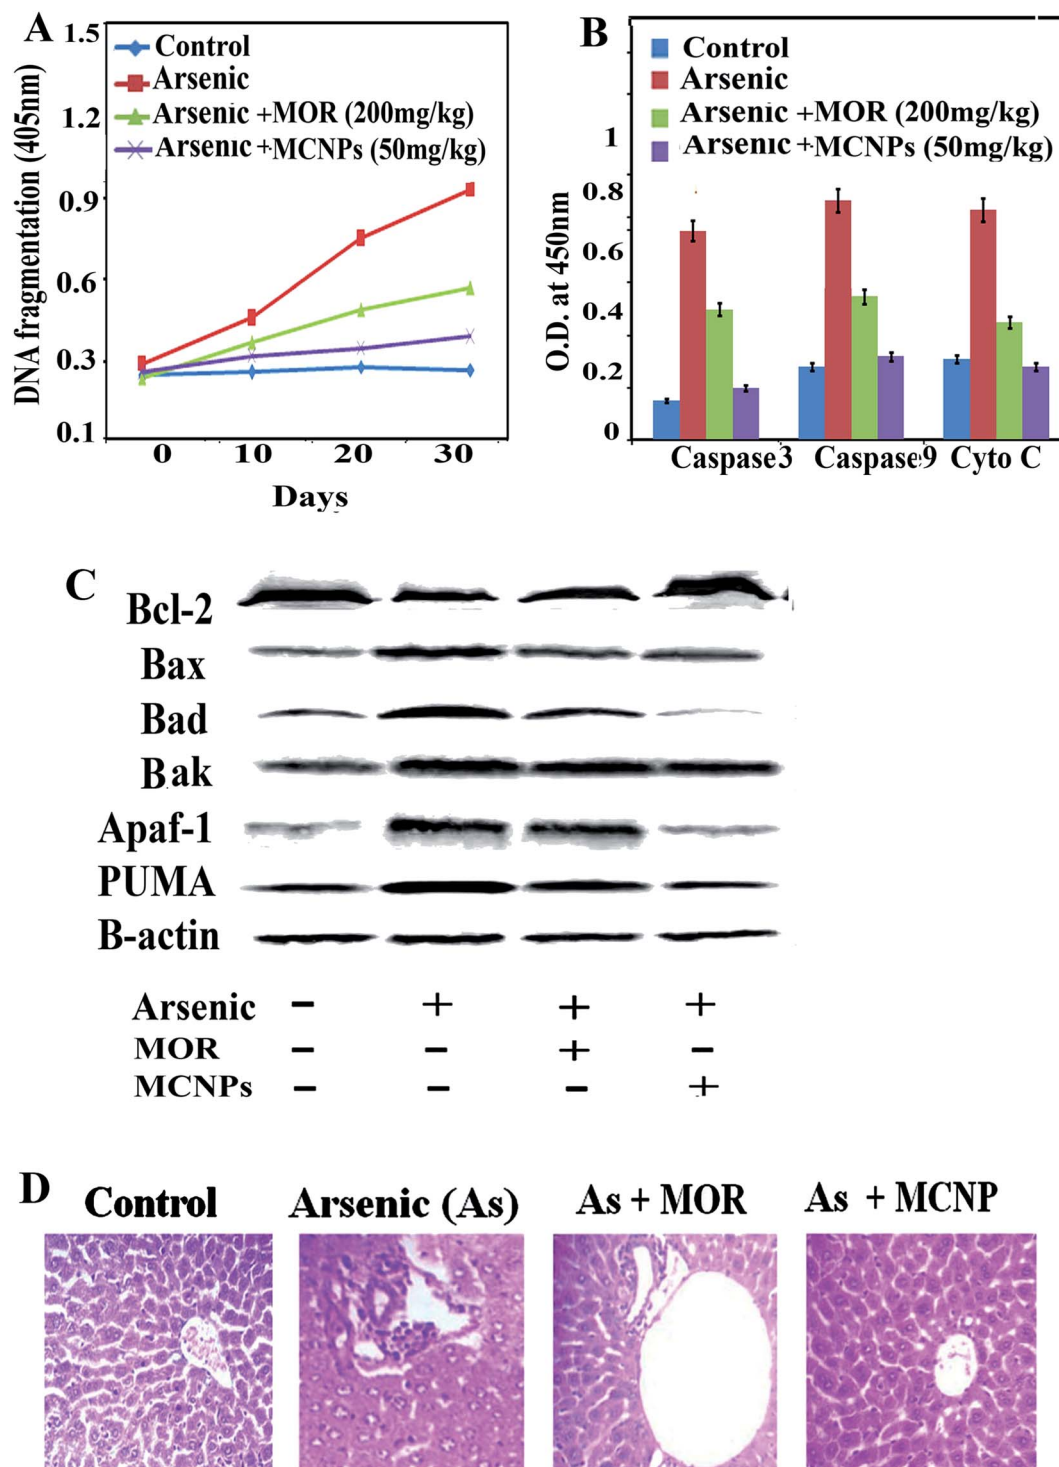 A
1.5
1.2
0.9
0.6
0.3
0.1
DNA fragmentation (405nm)
Control
Arsenic
Arsenic +MOR (200mg/kg)
Arsenic +MCNPs (50mg/kg)
0 10 20 30
Days
B
1
0.8
0.6
0.4
0.2
0
O.D. at 450nm
Control
Arsenic
Arsenic +MOR (200mg/kg)
Arsenic +MCNPs (50mg/kg)
Caspase3 Caspase9 Cyto C
C
Bcl-2
Bax
Bad
Bak
Apaf-1
PUMA
B-actin
Arsenic − + + +
MOR − − + −
MCNPs − − − +
D
Control Arsenic (As) As + MOR As + MCNP